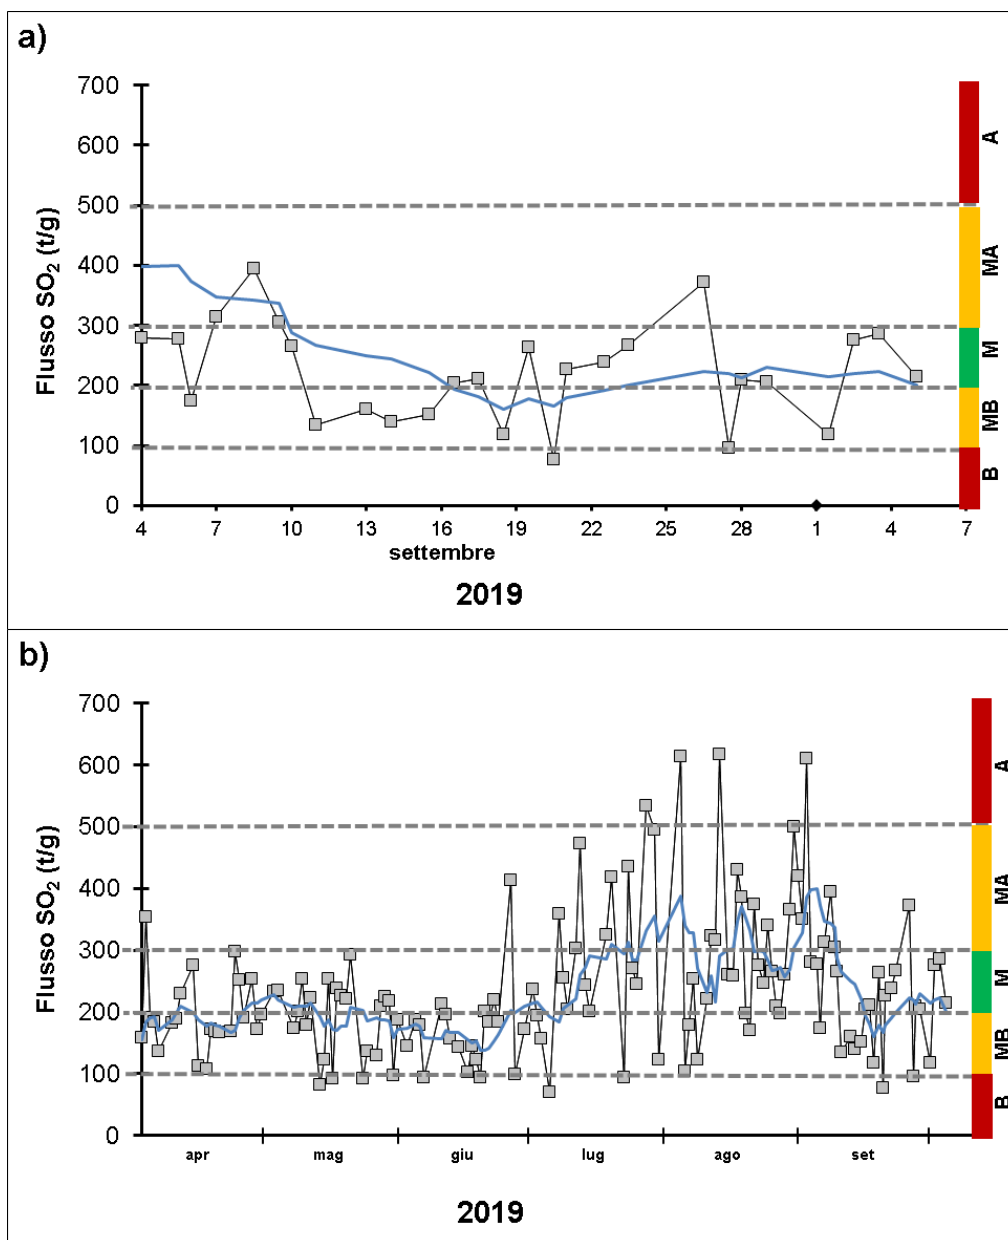 a)
Flusso SO2 (t/g)
700
600
500
400
300
200
100
0
4 7 10 13 16 19 22 25 28 1 4 7
settembre
2019
A
MA
M
MB
B
b)
Flusso SO2 (t/g)
700
600
500
400
300
200
100
0
apr mag giu lug ago set
2019
A
MA
M
MB
B